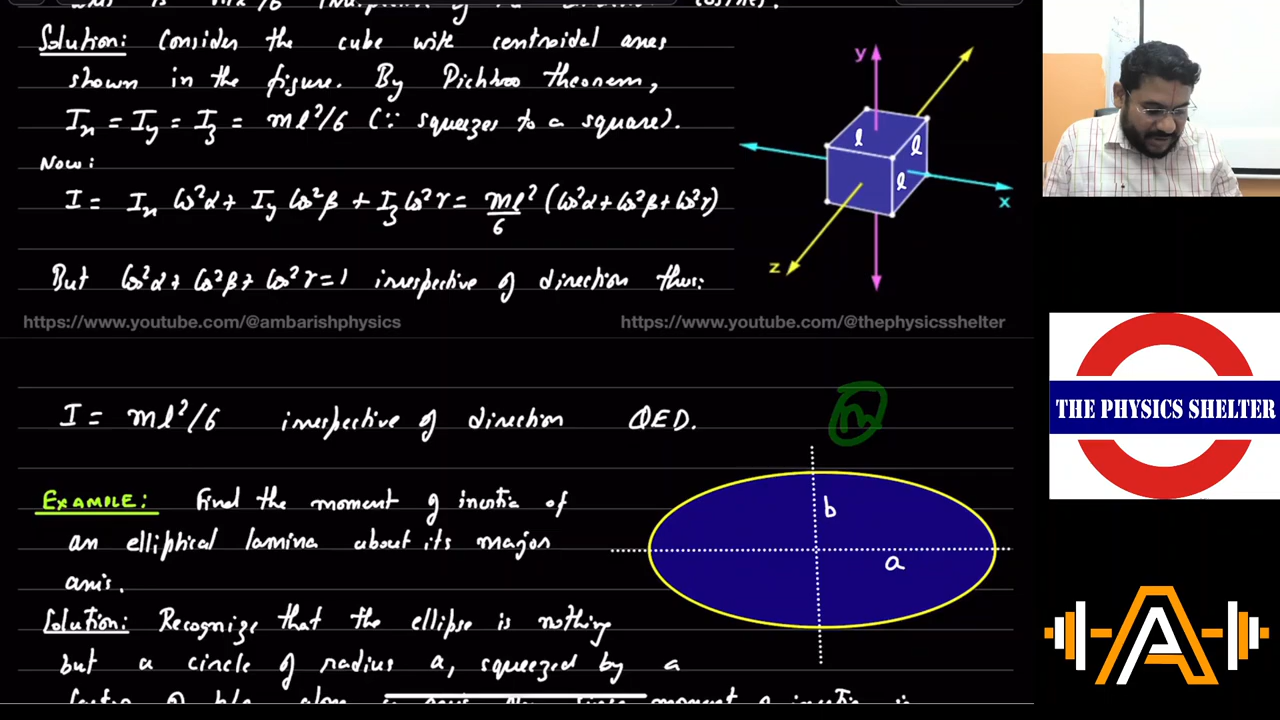 Solution: Consider the cube with centroidal axes
shown in the figure. By Pichhoo theorem,
Ix = Iy = Iz = ml²/6 (∵ squeezes to a square).
Now:
I = Ix Cos²α + Iy Cos²β + Iz Cos²γ = ml²/6 (Cos²α + Cos²β + Cos²γ)
But Cos²α + Cos²β + Cos²γ = 1 irrespective of direction thus:
y
l
l
l
x
z
https://www.youtube.com/@ambarishphysics
https://www.youtube.com/@thephysicsshelter
I = ml²/6 irrespective of direction QED.
m
EXAMPLE: Find the moment of inertia of
an elliptical lamina about its major
axis.
b
a
Solution: Recognize that the ellipse is nothing
but a circle of radius a, squeezed by a
THE PHYSICS SHELTER